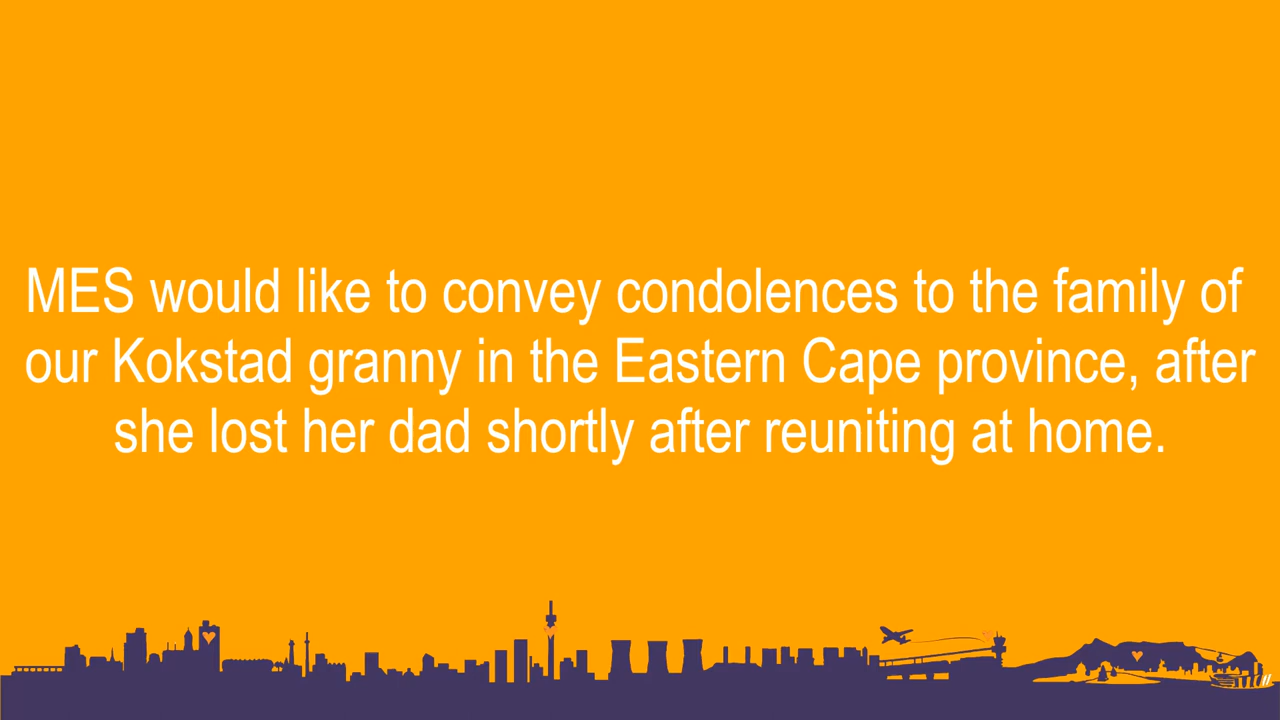 MES would like to convey condolences to the family of
our Kokstad granny in the Eastern Cape province, after
she lost her dad shortly after reuniting at home.